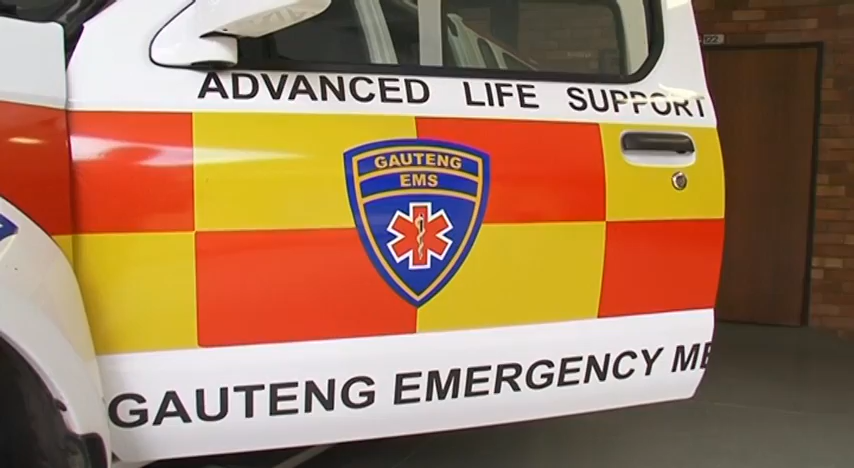 ADVANCED LIFE SUPPORT
GAUTENG
EMS
GAUTENG EMERGENCY